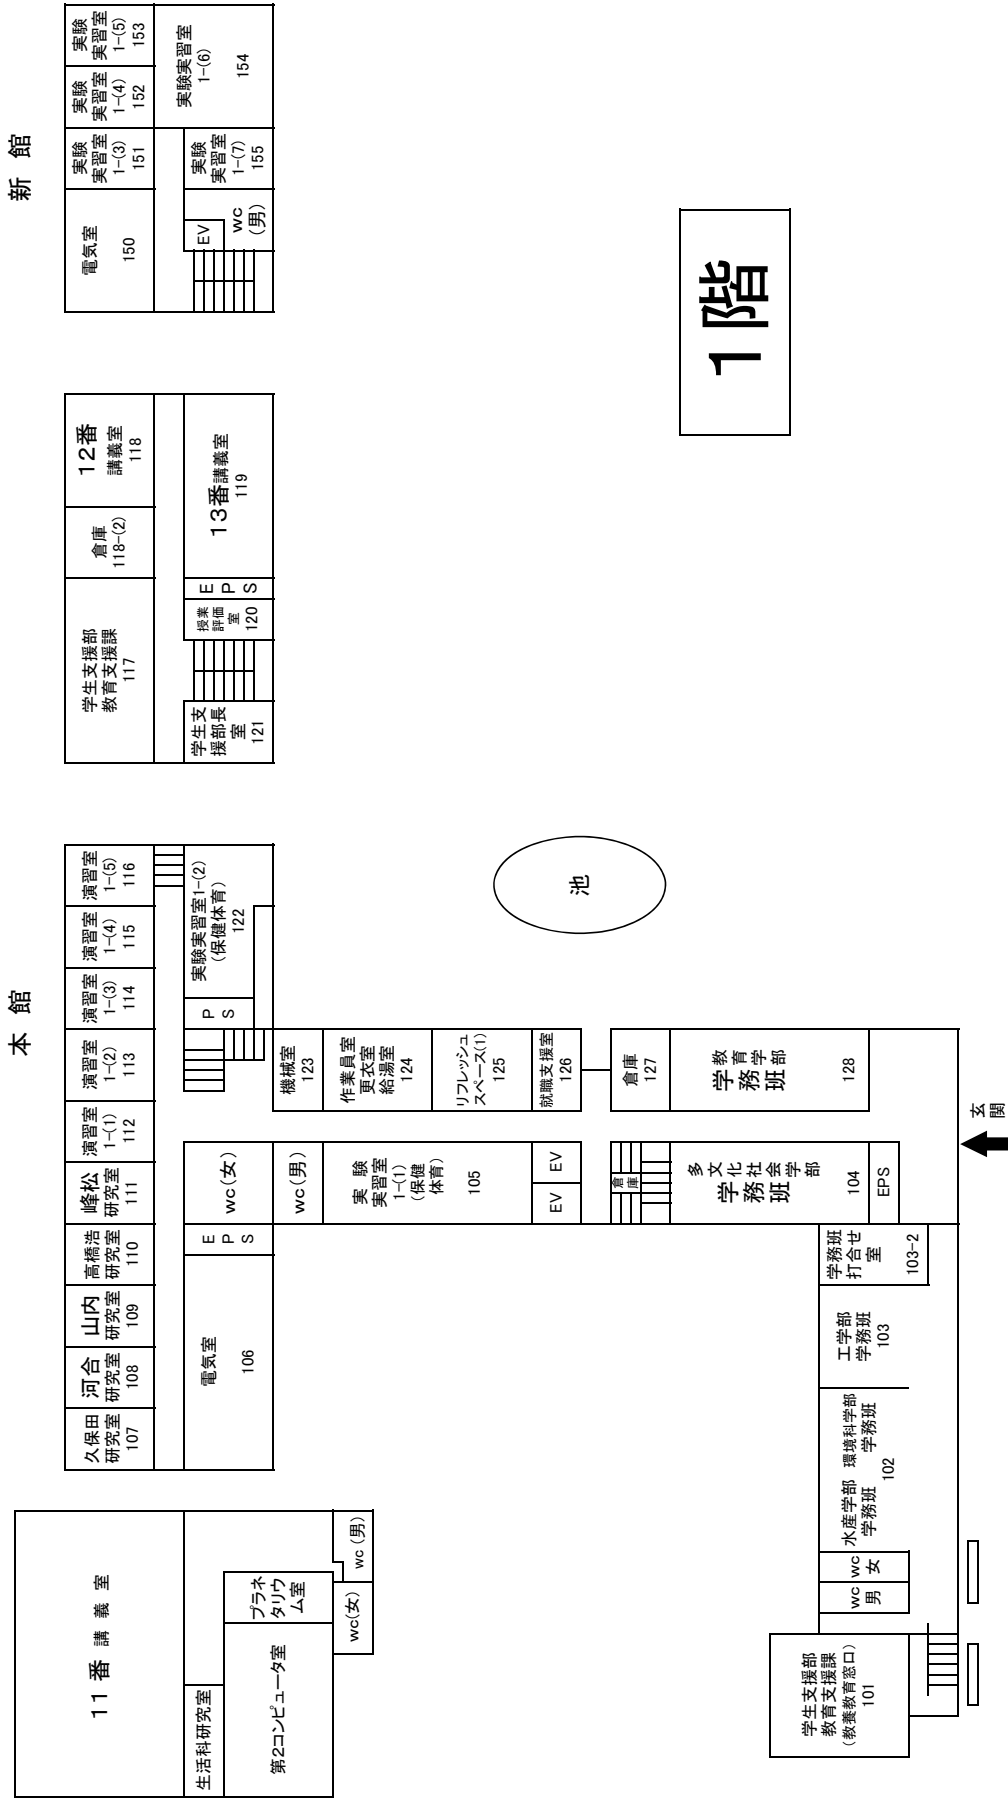 新 館
本 館
1階
実験
実習室
1-(5)
153
実験
実習室
1-(4)
152
実験
実習室
1-(3)
151
電気室
150
実験実習室
1-(6)
154
実験
実習室
1-(7)
155
EV
wc
(男)
12番
講義室
118
倉庫
118-(2)
学生支援部
教育支援課
117
13番講義室
119
EPS
授業
評価
室
120
学生支
援部長
室
121
演習室
1-(5)
116
演習室
1-(4)
115
演習室
1-(3)
114
演習室
1-(2)
113
演習室
1-(1)
112
峰松
研究室
111
高橋浩
研究室
110
山内
研究室
109
河合
研究室
108
久保田
研究室
107
実験実習室1-(2)
(保健体育)
122
PS
wc(女)
EPS
電気室
106
機械室
123
作業員室
更衣室
給湯室
124
リフレッシュ
スペース(1)
125
就職支援室
126
倉庫
127
教育学部
学務班
128
wc(男)
実 験
実習室
1-(1)
(保健
体育)
105
EV
EV
倉庫
多文化社会学部
学務班
104
EPS
池
玄関
学務班
打合せ
室
103-2
工学部
学務班
103
環境科学部
学務班
水産学部
学務班
102
wc
女
wc
男
学生支援部
教育支援課
(教養教育窓口)
101
11番 講 義 室
生活科研究室
プラネ
タリウ
ム室
第2コンピュータ室
wc(男)
wc(女)